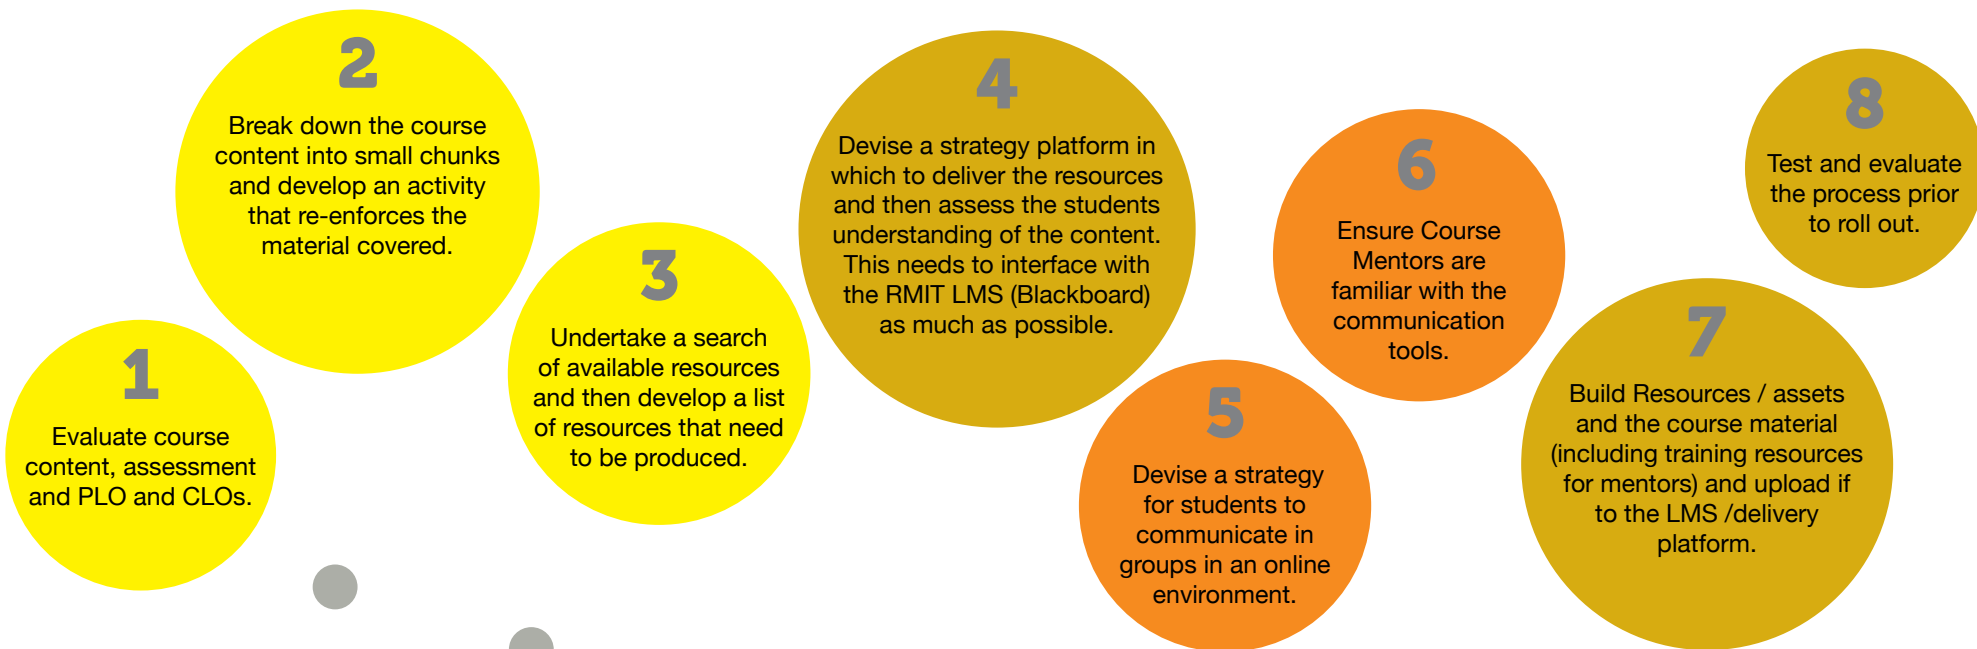 1
Evaluate course
content, assessment
and PLO and CLOs.
2
Break down the course
content into small chunks
and develop an activity
that re-enforces the
material covered.
3
Undertake a search
of available resources
and then develop a list
of resources that need
to be produced.
4
Devise a strategy platform in
which to deliver the resources
and then assess the students
understanding of the content.
This needs to interface with
the RMIT LMS (Blackboard)
as much as possible.
5
Devise a strategy
for students to
communicate in
groups in an online
environment.
6
Ensure Course
Mentors are
familiar with the
communication
tools.
7
Build Resources / assets
and the course material
(including training resources
for mentors) and upload if
to the LMS /delivery
platform.
8
Test and evaluate
the process prior
to roll out.